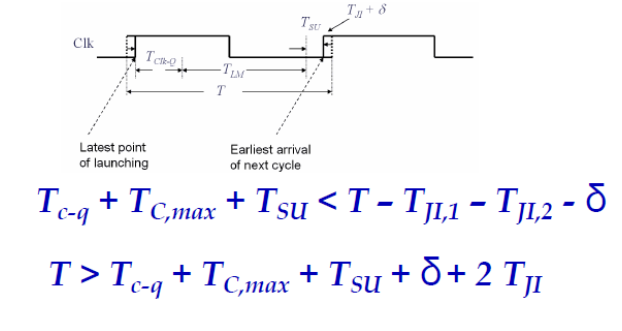 T_JI + δ
T_SU
Clk
T_Clk-Q
T_LM
T
Latest point
of launching
Earliest arrival
of next cycle
T_c-q + T_C,max + T_SU < T – T_JI,1 – T_JI,2 - δ
T > T_c-q + T_C,max + T_SU + δ + 2 T_JI